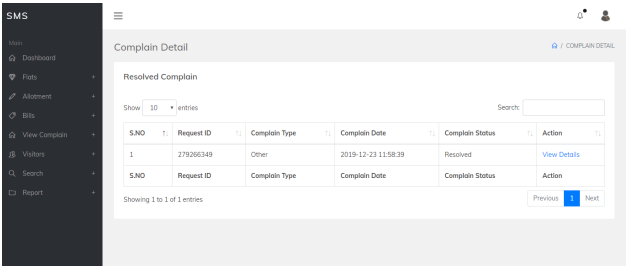 SMS
Main
Dashboard
Flats +
Allotment +
Bills +
View Complain +
Visitors +
Search +
Report +
Complain Detail
/ COMPLAIN DETAIL
Resolved Complain
Show 10 entries
Search:
S.NO Request ID Complain Type Complain Date Complain Status Action
1 279266349 Other 2019-12-23 11:58:39 Resolved View Details
S.NO Request ID Complain Type Complain Date Complain Status Action
Showing 1 to 1 of 1 entries
Previous 1 Next